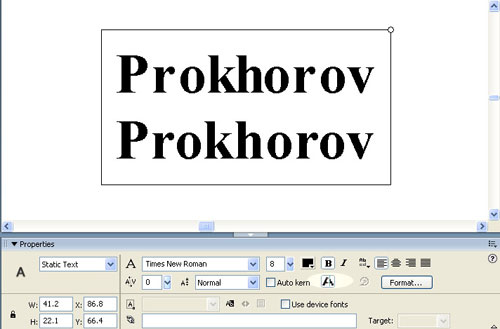 Prokhorov
Prokhorov
Properties
A Static Text A Times New Roman 8 B I
A/V 0 A Normal Auto kern Format...
W: 41.2 X: 86.8 Use device fonts
H: 22.1 Y: 66.4 Target: